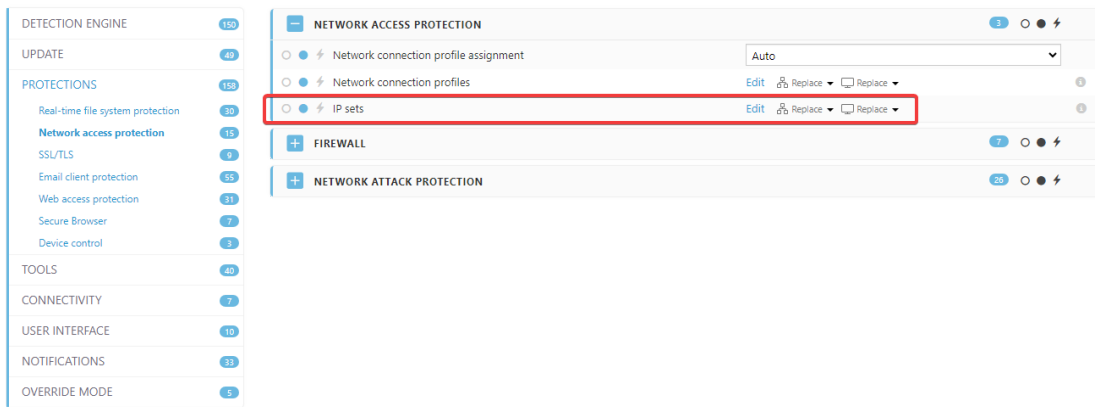 DETECTION ENGINE 150
UPDATE 49
PROTECTIONS 158
Real-time file system protection 30
Network access protection 15
SSL/TLS 9
Email client protection 55
Web access protection 31
Secure Browser 7
Device control 3
TOOLS 40
CONNECTIVITY 7
USER INTERFACE 10
NOTIFICATIONS 33
OVERRIDE MODE 5
NETWORK ACCESS PROTECTION 3
Network connection profile assignment Auto
Network connection profiles Edit Replace Replace
IP sets Edit Replace Replace
FIREWALL 7
NETWORK ATTACK PROTECTION 26